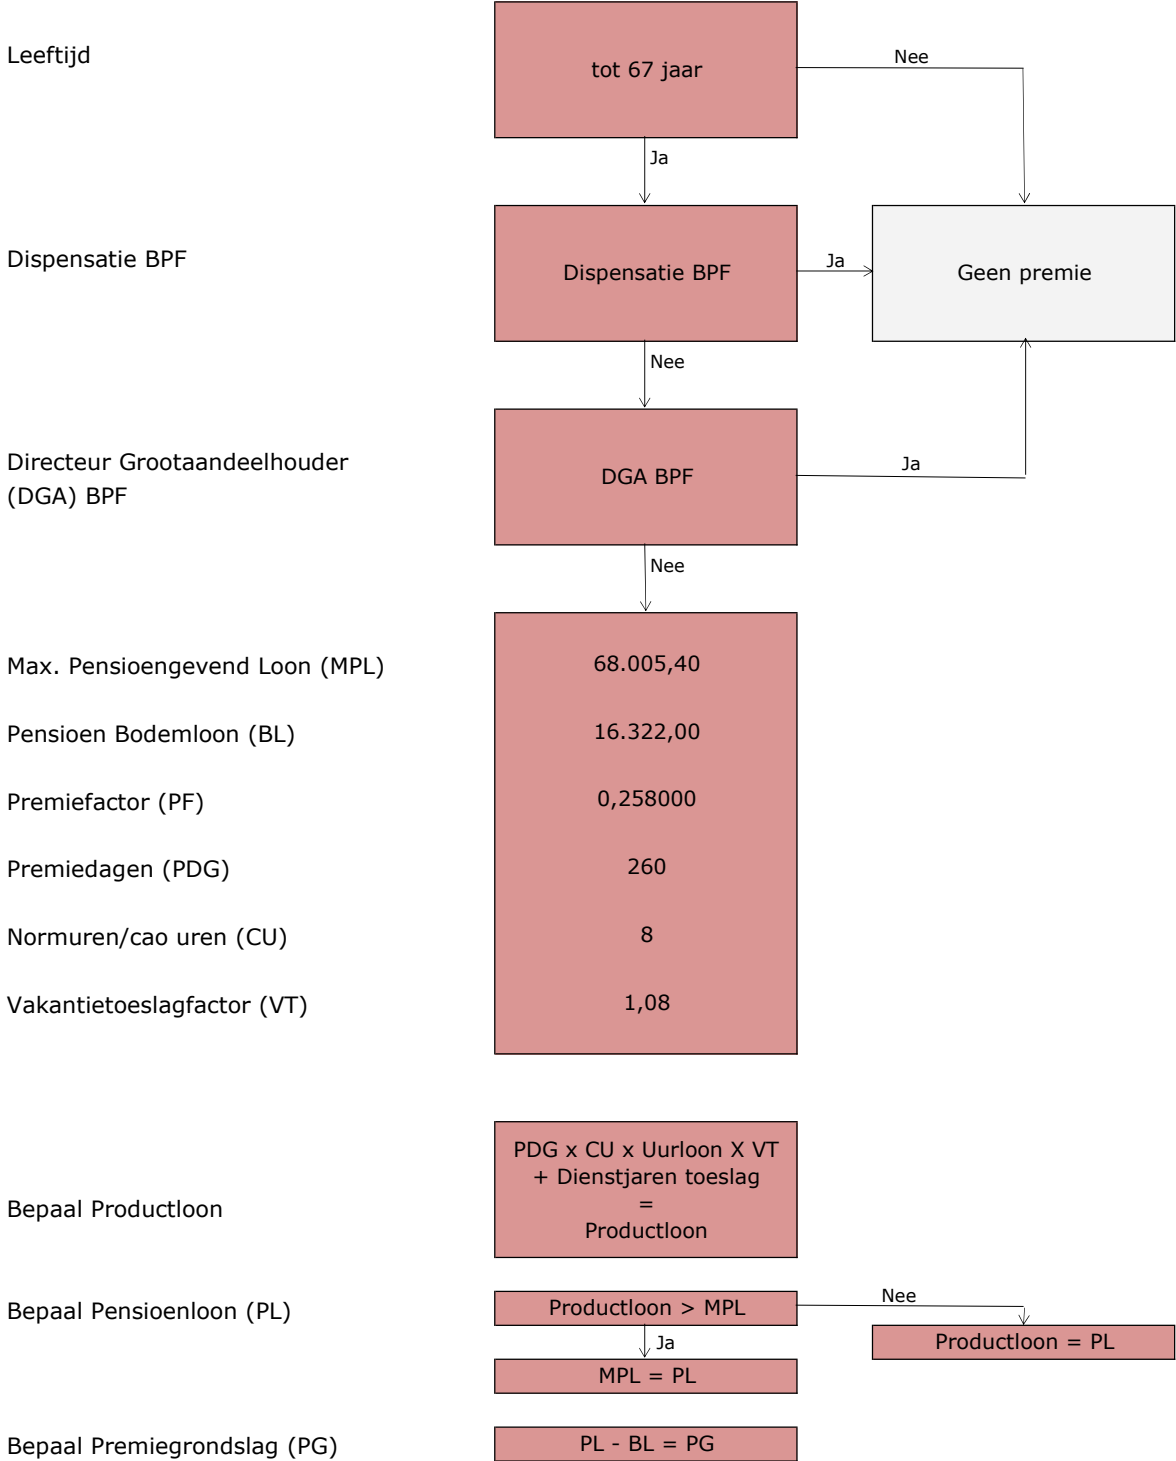 Leeftijd
tot 67 jaar
Nee
Ja
Dispensatie BPF
Dispensatie BPF
Ja
Geen premie
Nee
Directeur Grootaandeelhouder
(DGA) BPF
DGA BPF
Ja
Nee
Max. Pensioengevend Loon (MPL)
68.005,40
Pensioen Bodemloon (BL)
16.322,00
Premiefactor (PF)
0,258000
Premiedagen (PDG)
260
Normuren/cao uren (CU)
8
Vakantietoeslagfactor (VT)
1,08
Bepaal Productloon
PDG x CU x Uurloon X VT
+ Dienstjaren toeslag
=
Productloon
Bepaal Pensioenloon (PL)
Productloon > MPL
Nee
Ja
Productloon = PL
MPL = PL
Bepaal Premiegrondslag (PG)
PL - BL = PG